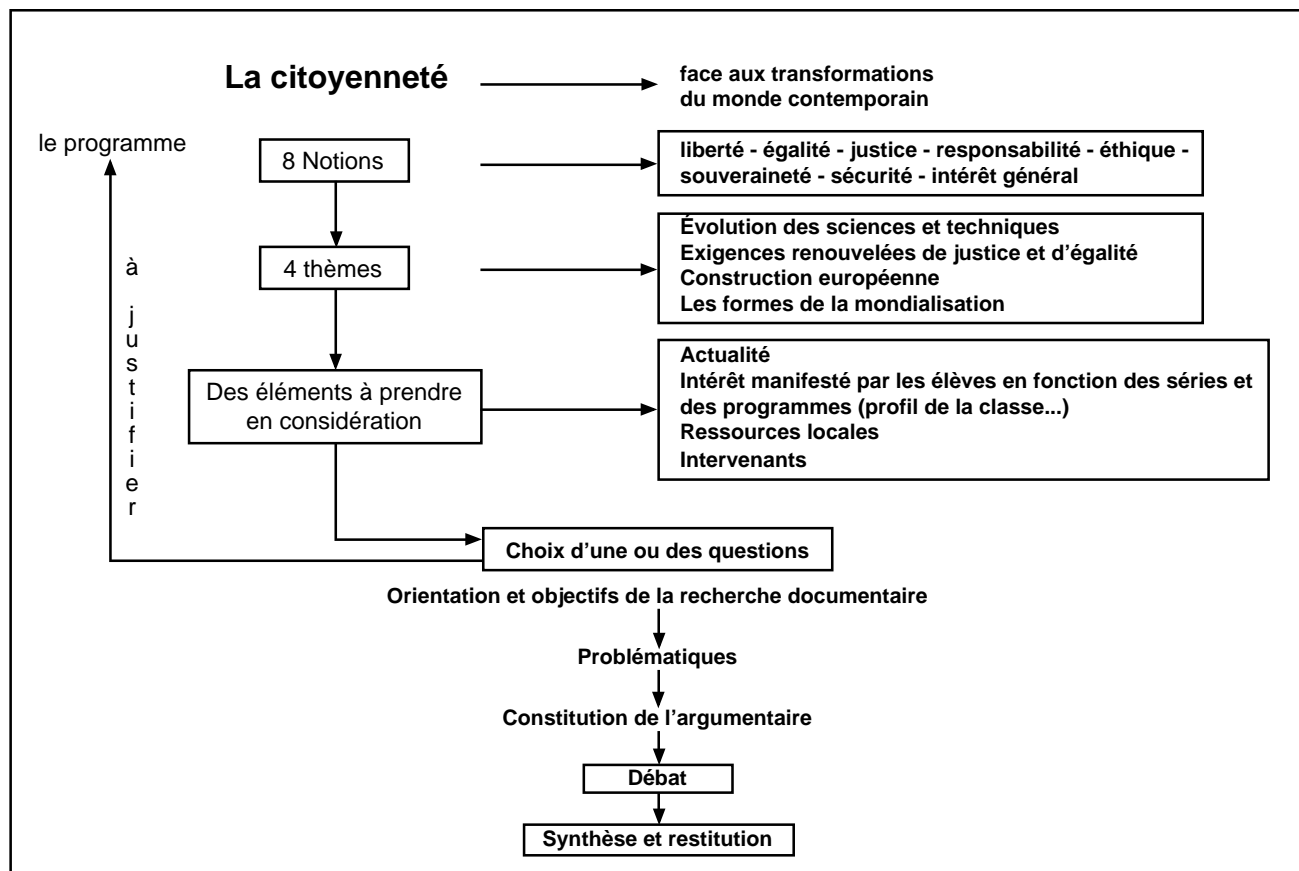 La citoyenneté
face aux transformations
du monde contemporain
le programme
8 Notions
liberté - égalité - justice - responsabilité - éthique -
souveraineté - sécurité - intérêt général
4 thèmes
Évolution des sciences et techniques
Exigences renouvelées de justice et d’égalité
Construction européenne
Les formes de la mondialisation
à justifier
Des éléments à prendre
en considération
Actualité
Intérêt manifesté par les élèves en fonction des séries et
des programmes (profil de la classe...)
Ressources locales
Intervenants
Choix d’une ou des questions
Orientation et objectifs de la recherche documentaire
Problématiques
Constitution de l’argumentaire
Débat
Synthèse et restitution